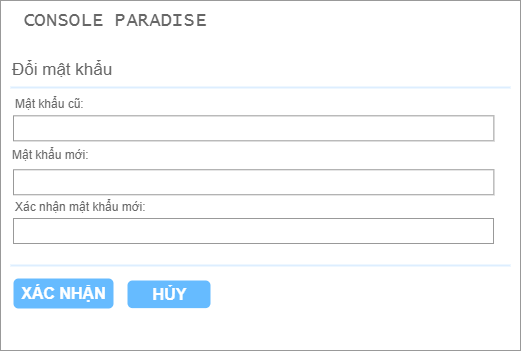 CONSOLE PARADISE
Đổi mật khẩu
Mật khẩu cũ:
Mật khẩu mới:
Xác nhận mật khẩu mới:
XÁC NHẬN
HỦY